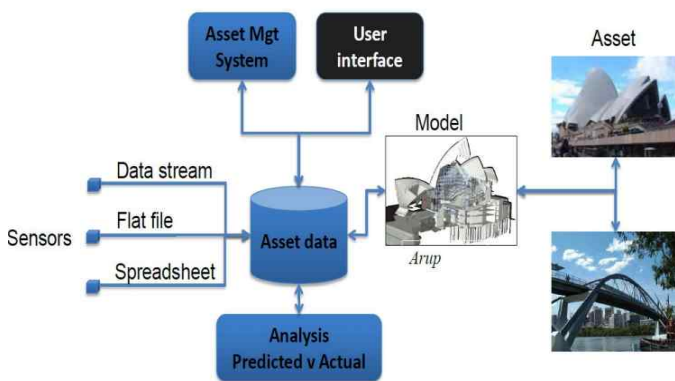 Asset Mgt
System
User
interface
Asset
Model
Data stream
Sensors
Flat file
Spreadsheet
Asset data
Arup
Analysis
Predicted v Actual